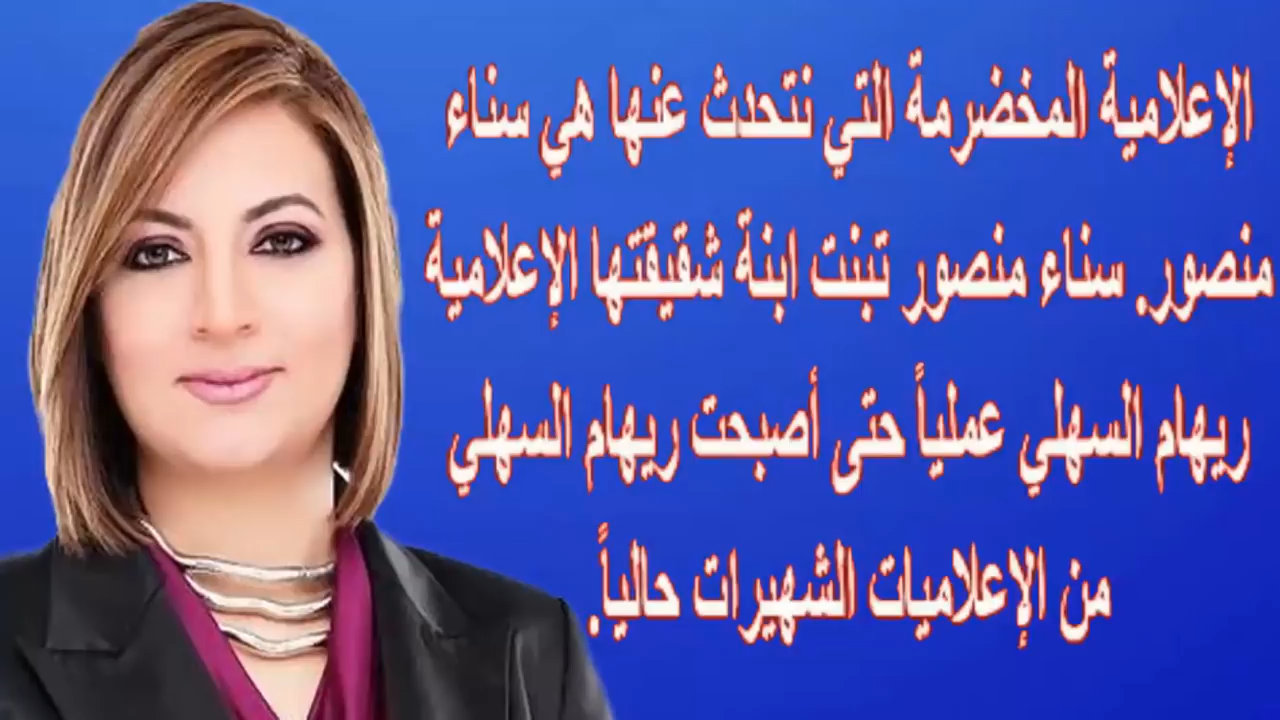 الإعلامية المخضرمة التي نتحدث عنها هي سناء
منصور. سناء منصور تبنت ابنة شقيقتها الإعلامية
ريهام السهلي عملياً حتى أصبحت ريهام السهلي
من الإعلاميات الشهيرات حالياً.